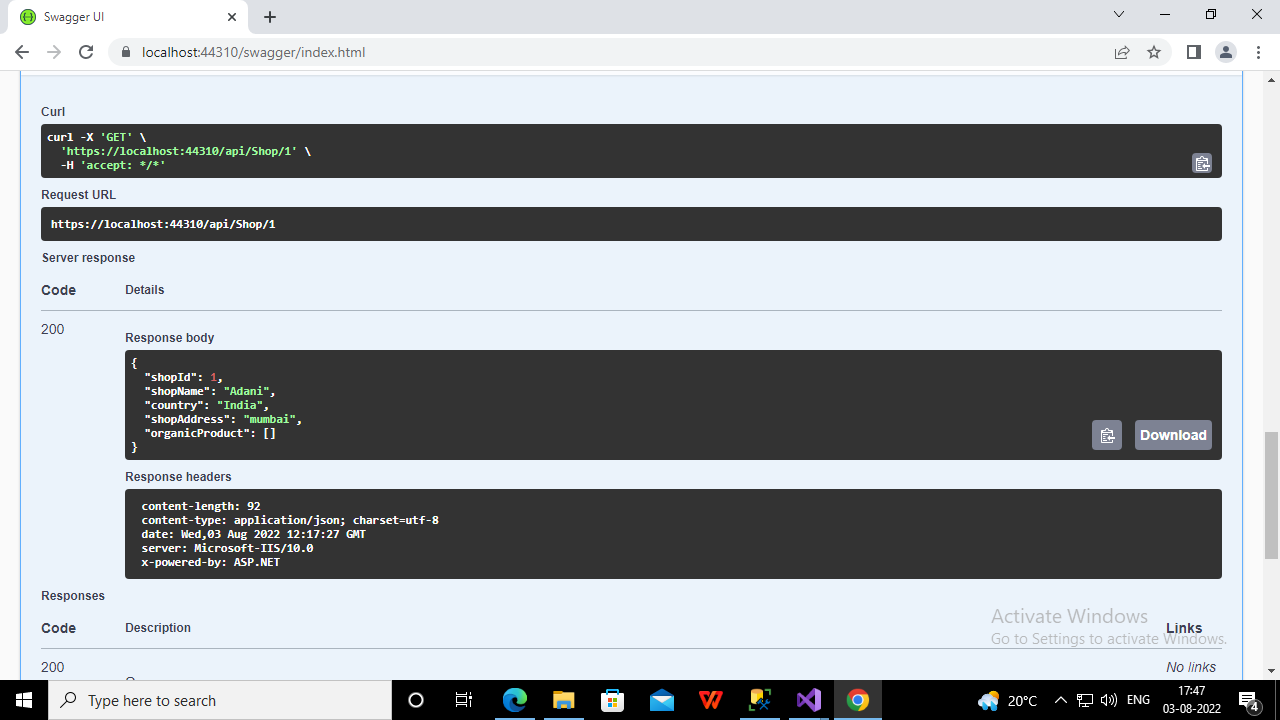 Swagger UI
localhost:44310/swagger/index.html
Curl
curl -X 'GET' \
'https://localhost:44310/api/Shop/1' \
-H 'accept: */*'
Request URL
https://localhost:44310/api/Shop/1
Server response
Code Details
200
Response body
{
"shopId": 1,
"shopName": "Adani",
"country": "India",
"shopAddress": "mumbai",
"organicProduct": []
}
Download
Response headers
content-length: 92
content-type: application/json; charset=utf-8
date: Wed,03 Aug 2022 12:17:27 GMT
server: Microsoft-IIS/10.0
x-powered-by: ASP.NET
Responses
Code Description Links
200 No links
Activate Windows
Go to Settings to activate Windows.
Type here to search
20°C
ENG
17:47
03-08-2022
4